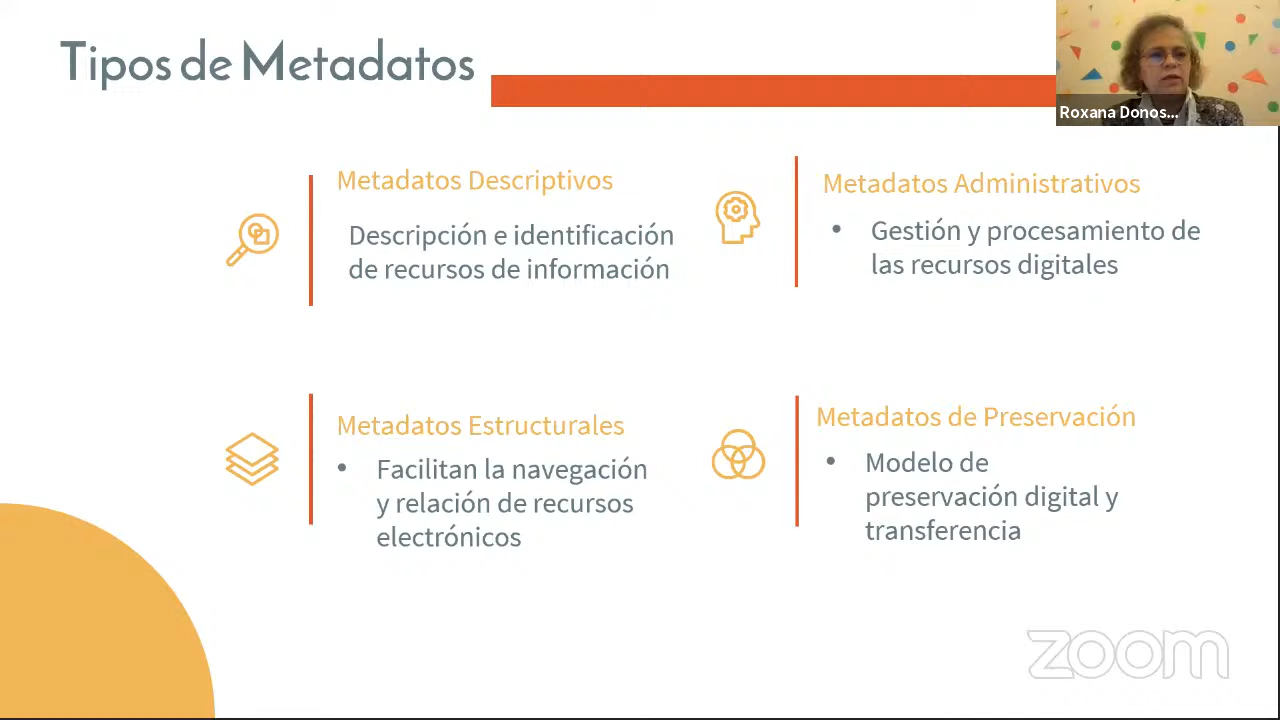 Tipos de Metadatos
Roxana Donos...
Metadatos Descriptivos
Descripción e identificación
de recursos de información
Metadatos Administrativos
• Gestión y procesamiento de
las recursos digitales
Metadatos Estructurales
• Facilitan la navegación
y relación de recursos
electrónicos
Metadatos de Preservación
• Modelo de
preservación digital y
transferencia
zoom